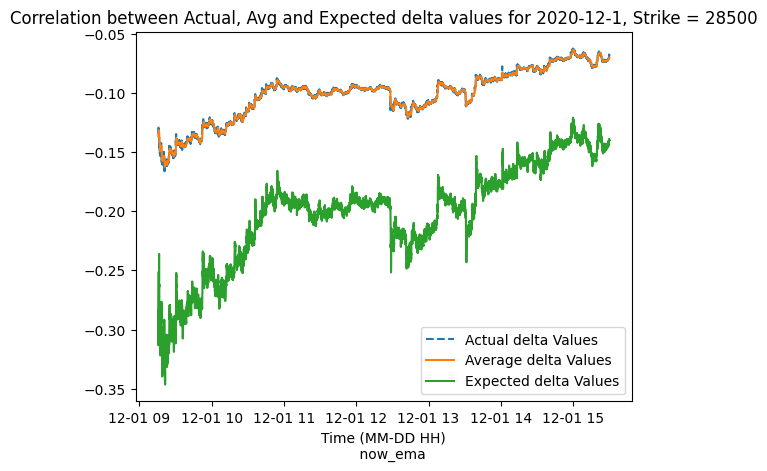 Correlation between Actual, Avg and Expected delta values for 2020-12-1, Strike = 28500
−0.05
−0.10
−0.15
−0.20
−0.25
−0.30
−0.35
Actual delta Values
Average delta Values
Expected delta Values
12-01 09 12-01 10 12-01 11 12-01 12 12-01 13 12-01 14 12-01 15
Time (MM-DD HH)
now_ema